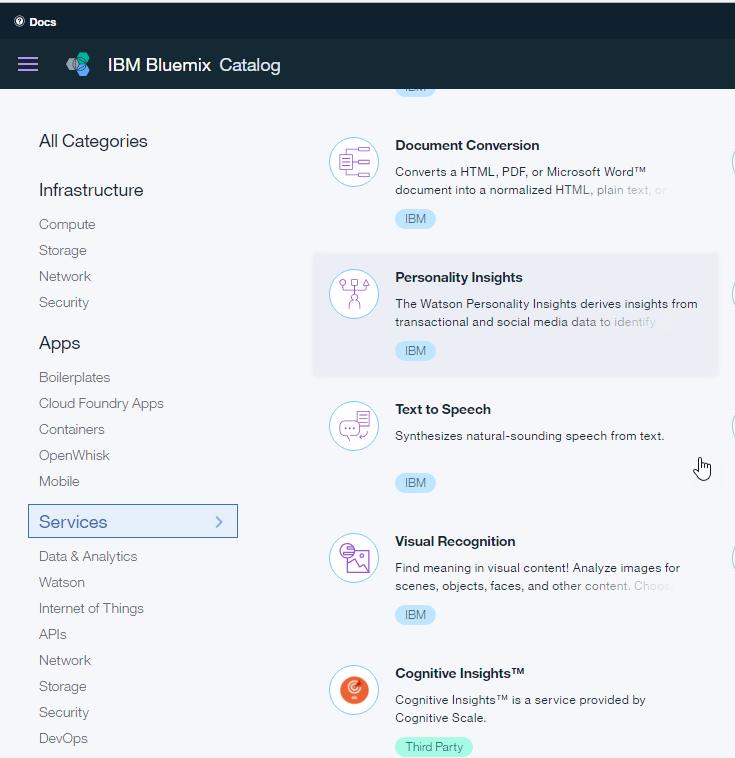 Docs
IBM Bluemix Catalog
All Categories
Infrastructure
Compute
Storage
Network
Security
Apps
Boilerplates
Cloud Foundry Apps
Containers
OpenWhisk
Mobile
Services
Data & Analytics
Watson
Internet of Things
APIs
Network
Storage
Security
DevOps
IBM
Document Conversion
Converts a HTML, PDF, or Microsoft Word™
document into a normalized HTML, plain text, or
IBM
Personality Insights
The Watson Personality Insights derives insights from
transactional and social media data to identify
IBM
Text to Speech
Synthesizes natural-sounding speech from text.
IBM
Visual Recognition
Find meaning in visual content! Analyze images for
scenes, objects, faces, and other content. Choose
IBM
Cognitive Insights™
Cognitive Insights™ is a service provided by
Cognitive Scale.
Third Party